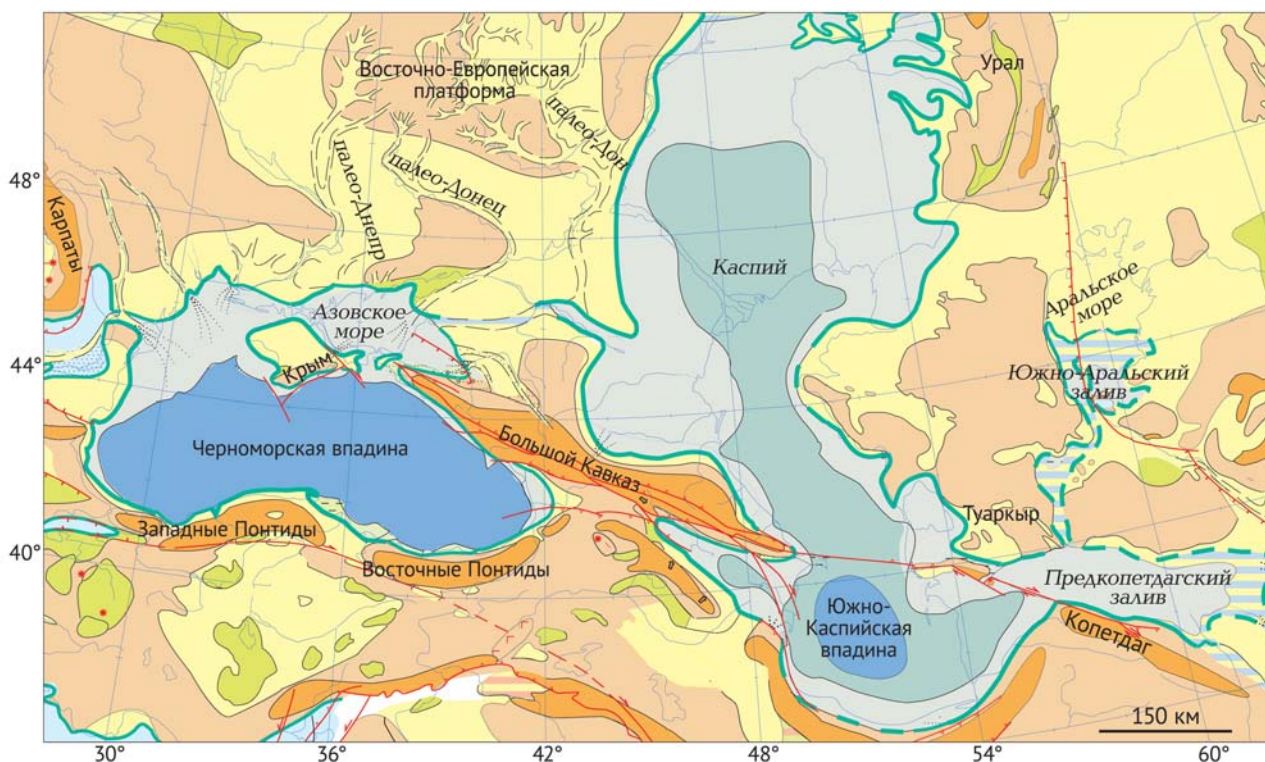 Восточно-Европейская
платформа
Урал
палео-Дон
палео-Донец
палео-Днепр
48°
Карпаты
Каспий
Аральское
море
Азовское
море
44°
Крым
Южно-Аральский
залив
Черноморская впадина
Большой Кавказ
Туаркыр
Западные Понтиды
40°
Восточные Понтиды
Предкопетдагский
залив
Южно-
Каспийская
впадина
Копетдаг
150 км
30°
36°
42°
48°
54°
60°